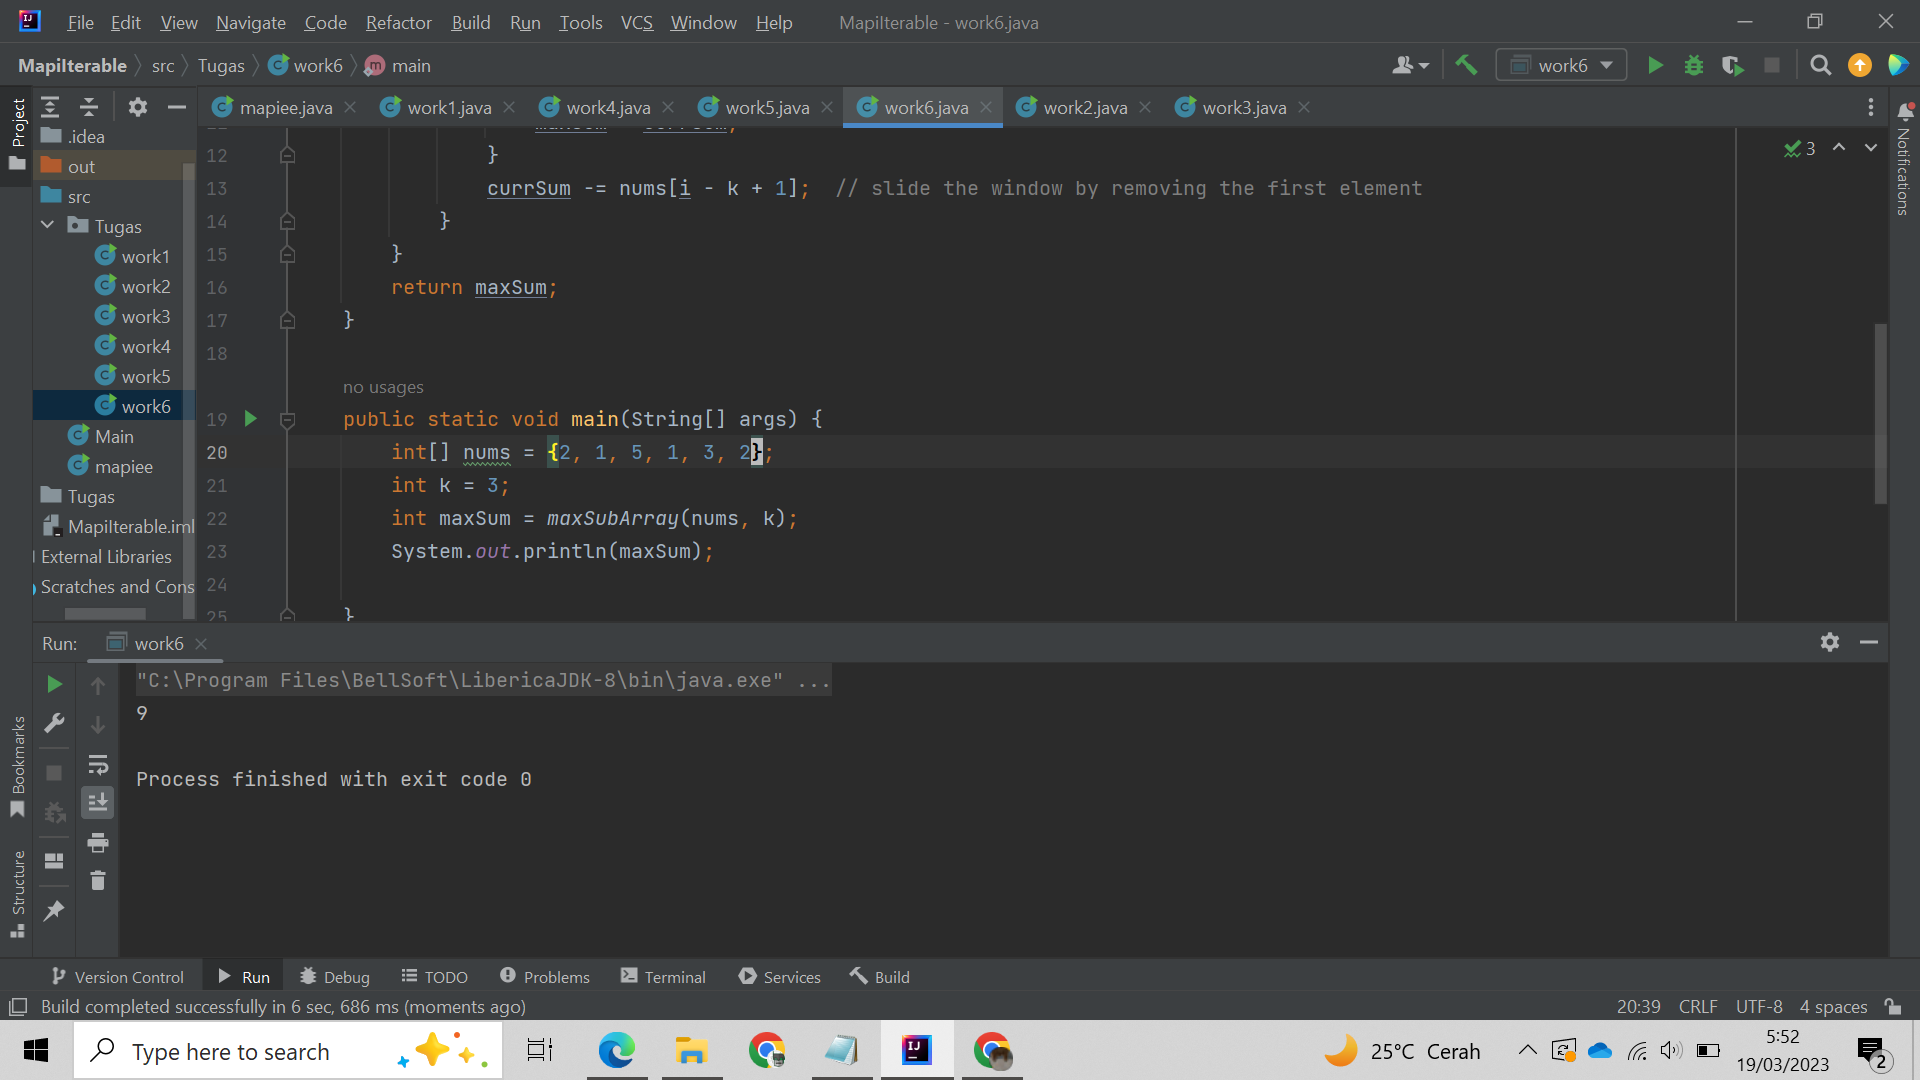 File Edit View Navigate Code Refactor Build Run Tools VCS Window Help MapiIterable - work6.java
MapiIterable src Tugas work6 main work6
Project
mapiee.java work1.java work4.java work5.java work6.java work2.java work3.java
.idea
out
src
Tugas
work1
work2
work3
work4
work5
work6
Main
mapiee
Tugas
MapiIterable.iml
External Libraries
Scratches and Cons
3
Notifications
12 }
13 currSum -= nums[i - k + 1]; // slide the window by removing the first element
14 }
15 }
16 return maxSum;
17 }
18
no usages
19 public static void main(String[] args) {
20 int[] nums = {2, 1, 5, 1, 3, 2};
21 int k = 3;
22 int maxSum = maxSubArray(nums, k);
23 System.out.println(maxSum);
24
25 }
Run: work6
"C:\Program Files\BellSoft\LibericaJDK-8\bin\java.exe" ...
9
Process finished with exit code 0
Bookmarks
Structure
Version Control Run Debug TODO Problems Terminal Services Build
Build completed successfully in 6 sec, 686 ms (moments ago) 20:39 CRLF UTF-8 4 spaces
Type here to search
25°C Cerah
5:52
19/03/2023
2